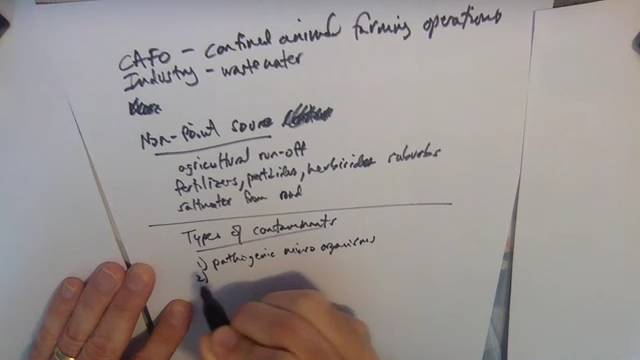 CAFO - confined animal farming operations
Industry - wastewater
Non-point source
agricultural run-off
fertilizers, pesticides, herbicides suburbs
saltwater from road
Types of contaminants
1) pathogenic micro organisms
2)